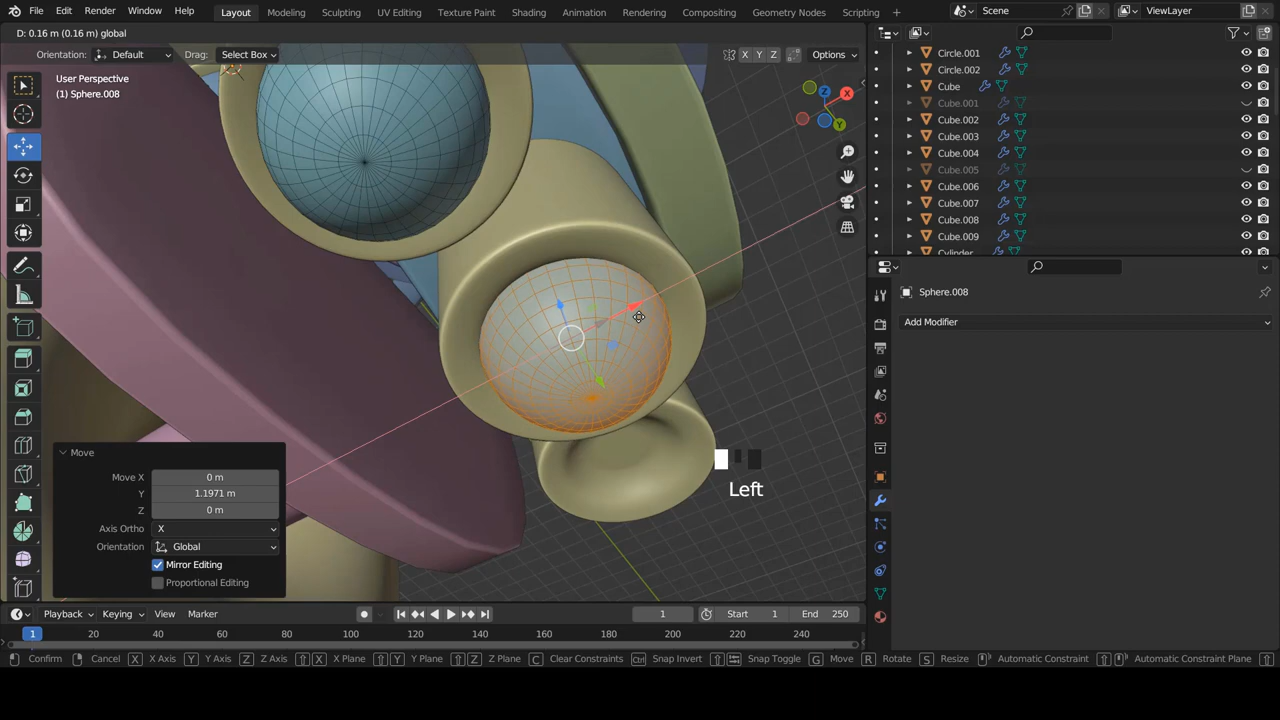 File Edit Render Window Help Layout Modeling Sculpting UV Editing Texture Paint Shading Animation Rendering Compositing Geometry Nodes Scripting Scene ViewLayer
D: 0.16 m (0.16 m) global
Orientation: Default Drag: Select Box X Y Z Options
User Perspective
(1) Sphere.008
X
Z
Y
Circle.001
Circle.002
Cube
Cube.001
Cube.002
Cube.003
Cube.004
Cube.005
Cube.006
Cube.007
Cube.008
Cube.009
Cylinder
Sphere.008
Add Modifier
Move
Move X 0 m
Y 1.1971 m
Z 0 m
Axis Ortho X
Orientation Global
Mirror Editing
Proportional Editing
Left
Playback Keying View Marker 1 Start 1 End 250
1 20 40 60 80 100 120 140 160 180 200 220 240
Confirm Cancel X X Axis Y Y Axis Z Z Axis X X Plane Y Y Plane Z Z Plane C Clear Constraints Ctrl Snap Invert Snap Toggle G Move R Rotate S Resize Automatic Constraint Automatic Constraint Plane